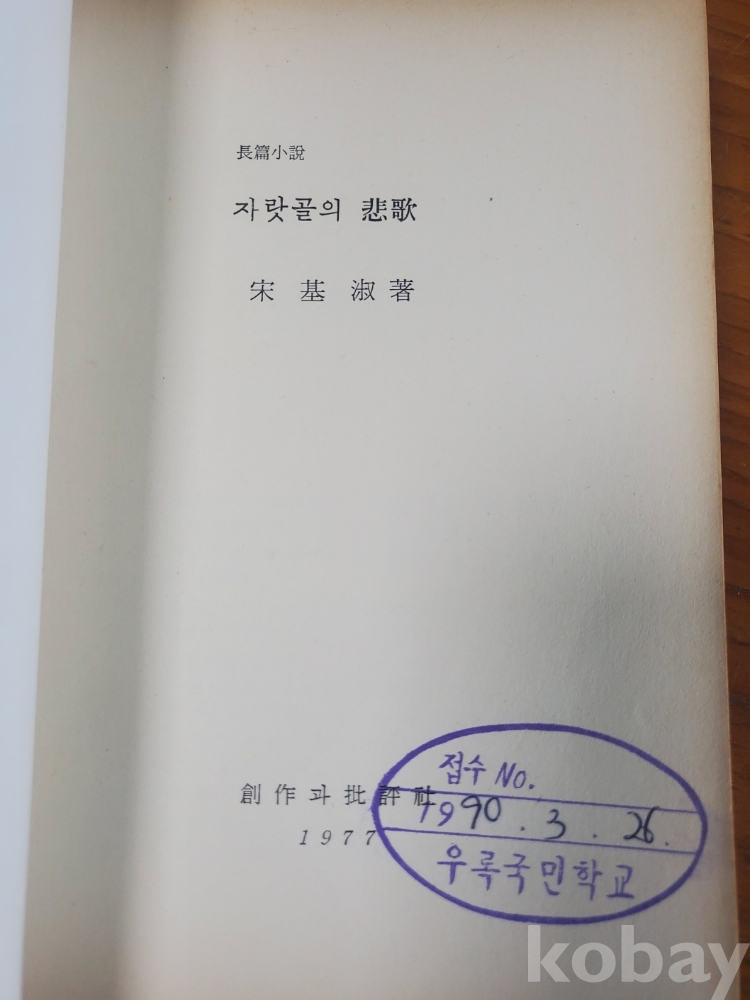 長篇小說
자랏골의 悲歌
宋 基 淑 著
創作과批評社
1977
접수 No.
1990. 3. 26.
우록국민학교
kobay